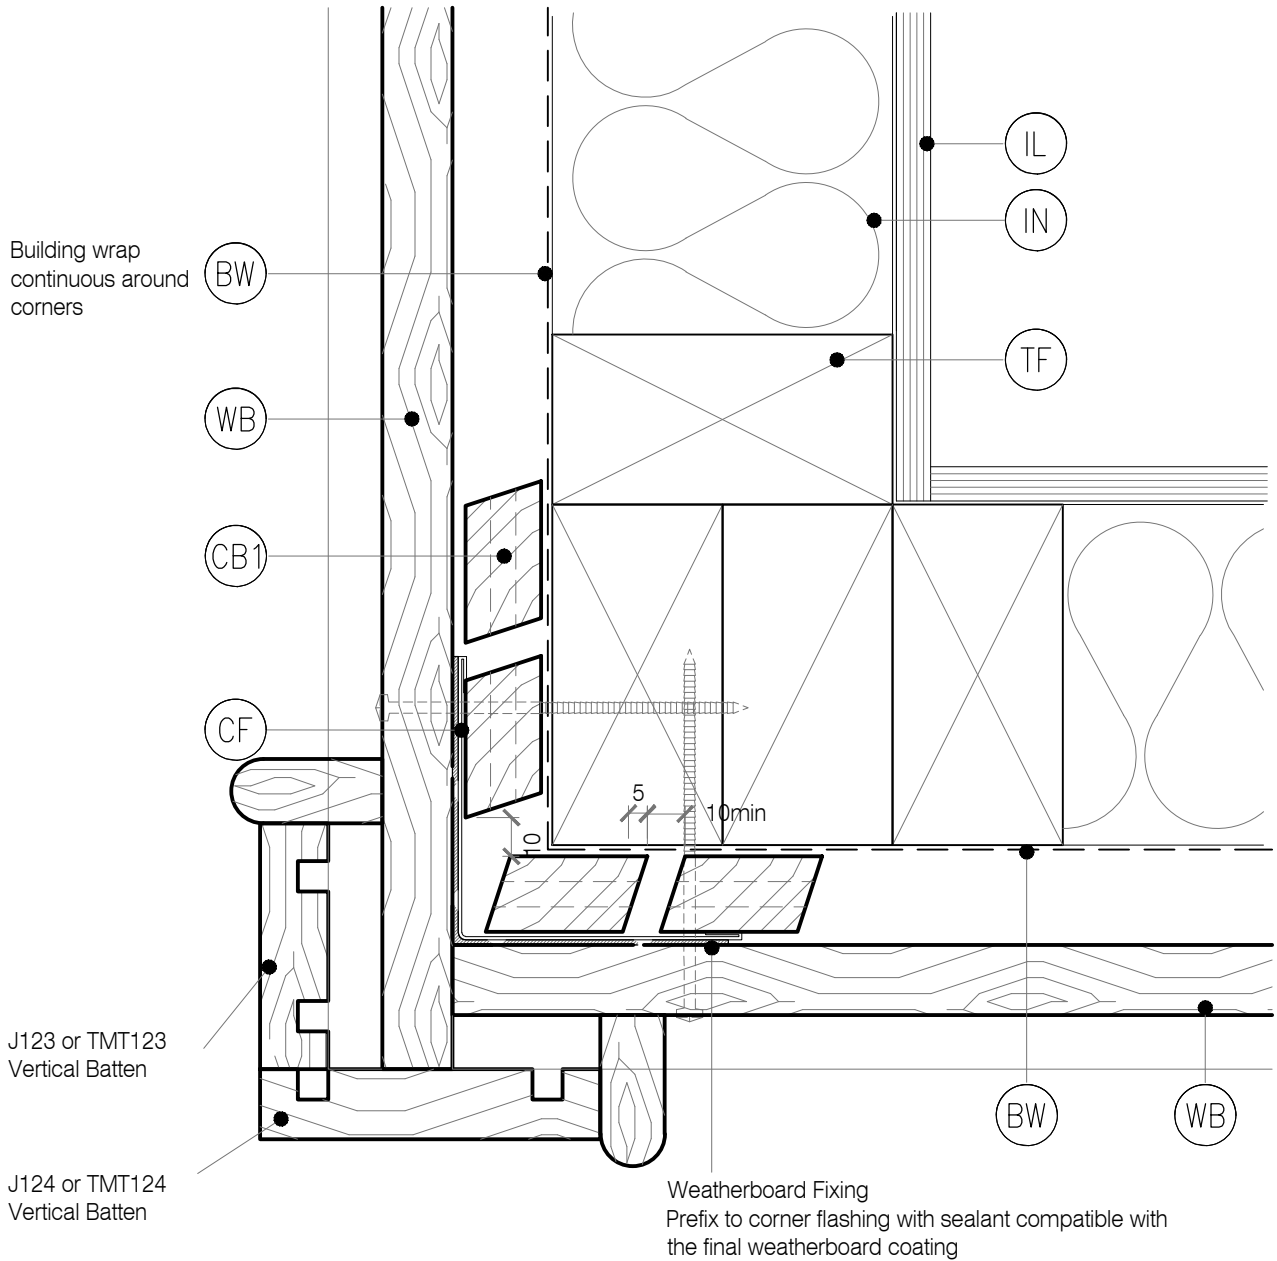 IL
IN
Building wrap
continuous around
corners
BW
TF
WB
CB1
CF
5
10min
10
J123 or TMT123
Vertical Batten
BW
WB
J124 or TMT124
Vertical Batten
Weatherboard Fixing
Prefix to corner flashing with sealant compatible with
the final weatherboard coating